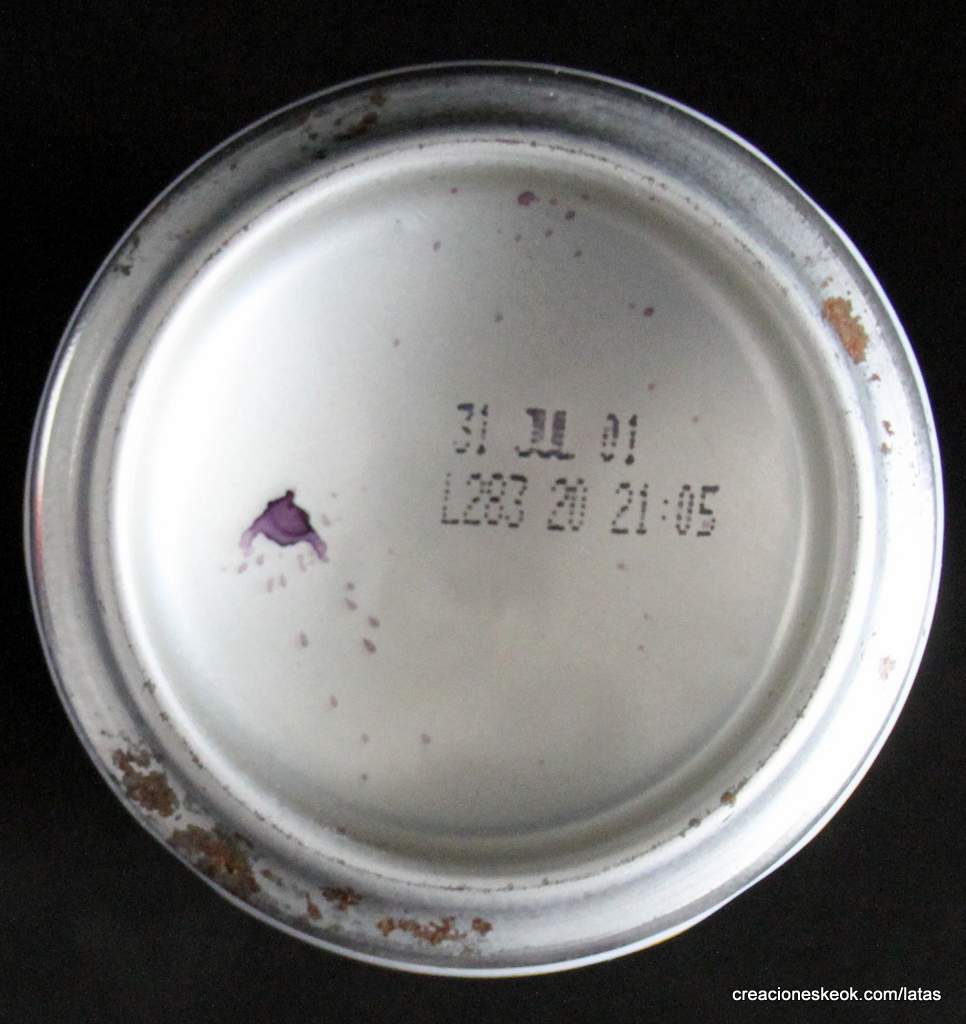 31 JUL 01
L283 20 21:05
creacioneskeok.com/latas